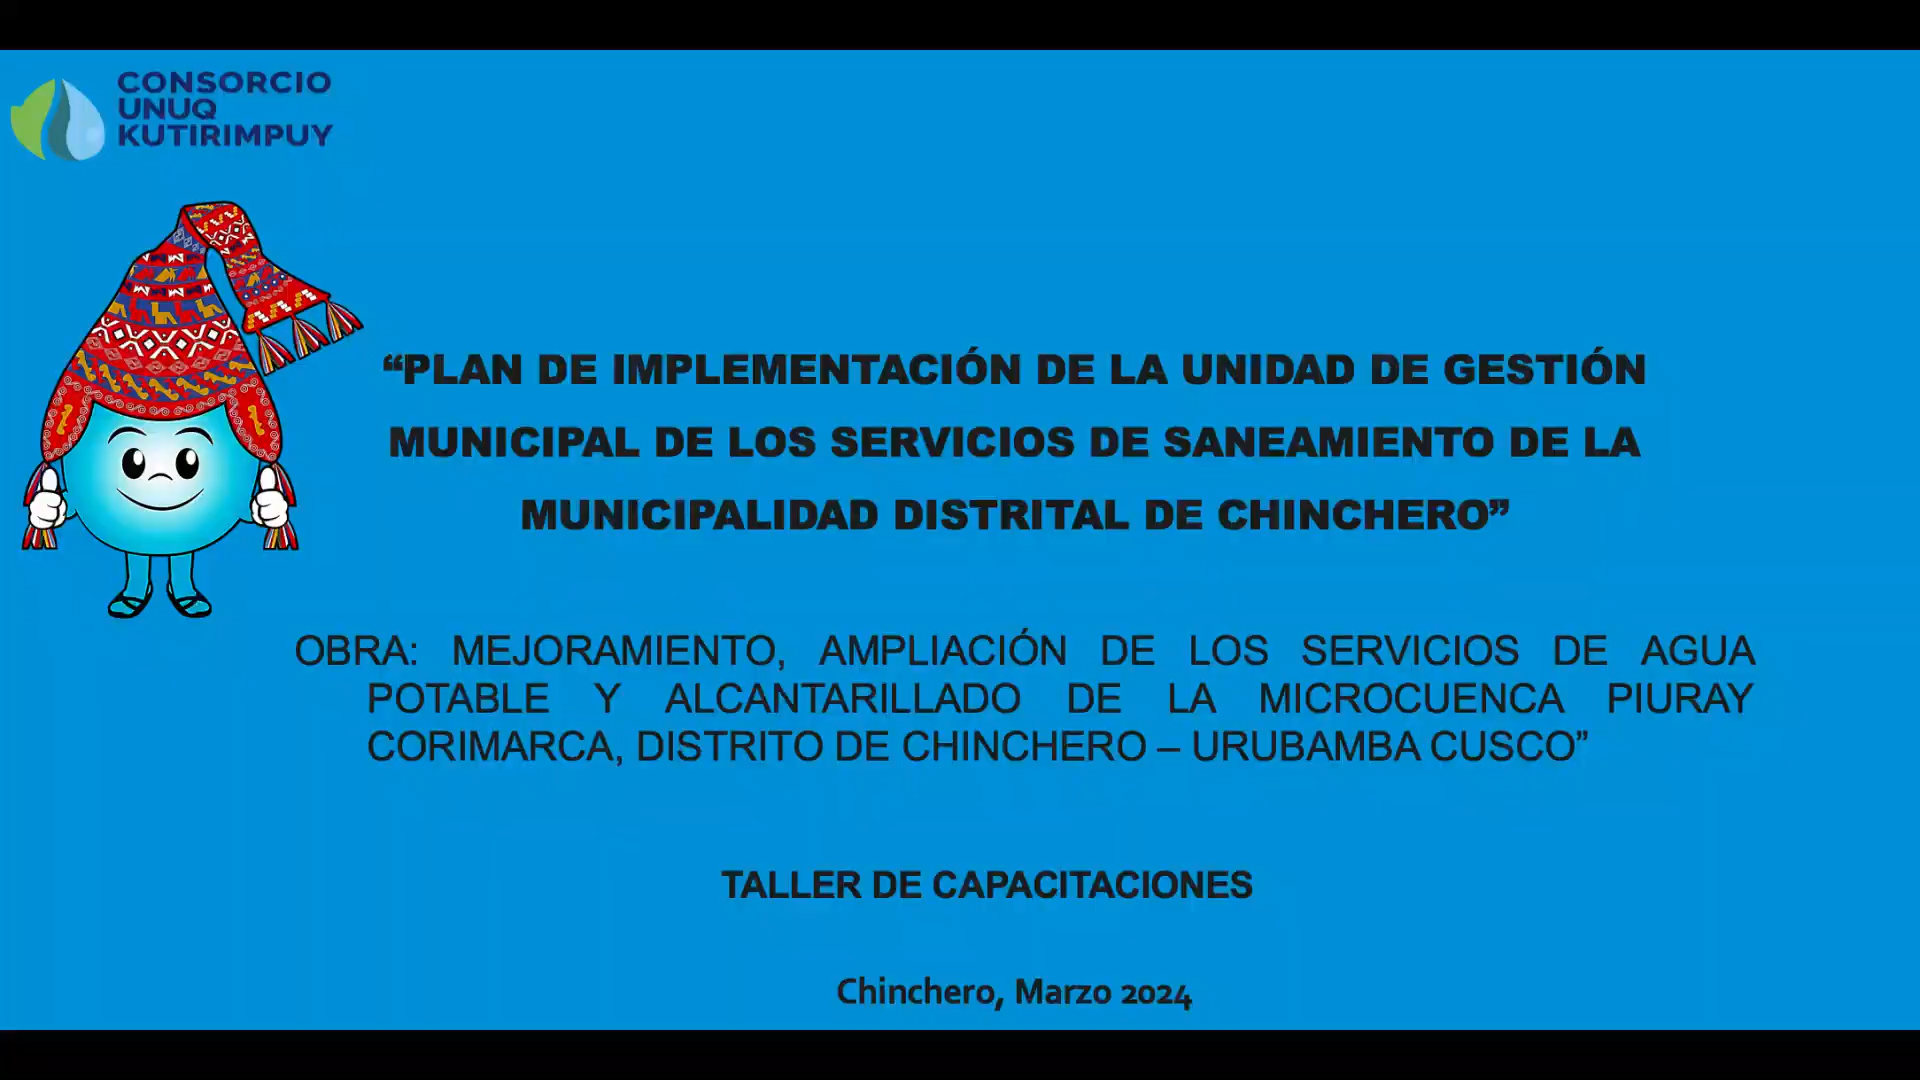 CONSORCIO
UNUQ
KUTIRIMPUY
“PLAN DE IMPLEMENTACIÓN DE LA UNIDAD DE GESTIÓN
MUNICIPAL DE LOS SERVICIOS DE SANEAMIENTO DE LA
MUNICIPALIDAD DISTRITAL DE CHINCHERO”
OBRA: MEJORAMIENTO, AMPLIACIÓN DE LOS SERVICIOS DE AGUA
POTABLE Y ALCANTARILLADO DE LA MICROCUENCA PIURAY
CORIMARCA, DISTRITO DE CHINCHERO – URUBAMBA CUSCO”
TALLER DE CAPACITACIONES
Chinchero, Marzo 2024